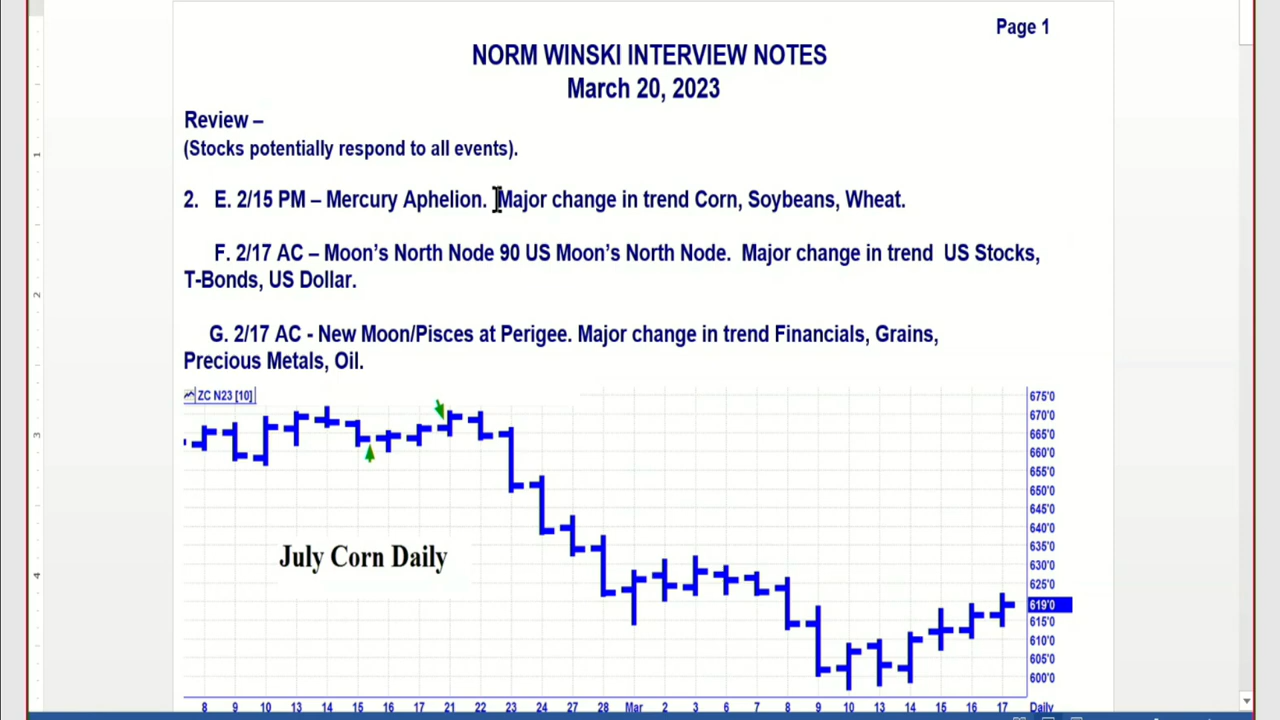 Page 1
NORM WINSKI INTERVIEW NOTES
March 20, 2023
Review –
(Stocks potentially respond to all events).
2. E. 2/15 PM – Mercury Aphelion. Major change in trend Corn, Soybeans, Wheat.
F. 2/17 AC – Moon’s North Node 90 US Moon’s North Node. Major change in trend US Stocks,
T-Bonds, US Dollar.
G. 2/17 AC - New Moon/Pisces at Perigee. Major change in trend Financials, Grains,
Precious Metals, Oil.
ZC N23 [10]
675'0
670'0
665'0
660'0
655'0
650'0
645'0
640'0
635'0
630'0
625'0
619'0
615'0
610'0
605'0
600'0
July Corn Daily
8 9 10 13 14 15 16 17 21 22 23 24 27 28 Mar 2 3 6 7 8 9 10 13 14 15 16 17 Daily
1
2
3
4